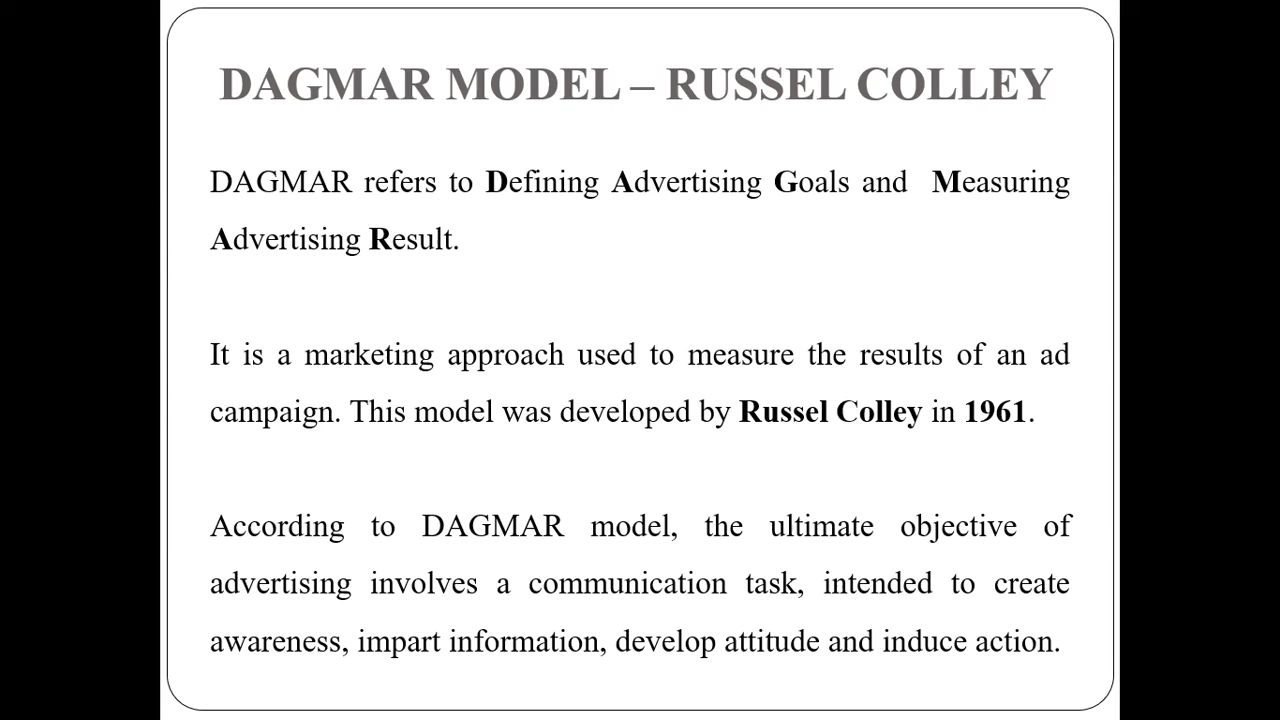 DAGMAR MODEL – RUSSEL COLLEY
DAGMAR refers to Defining Advertising Goals and Measuring
Advertising Result.
It is a marketing approach used to measure the results of an ad
campaign. This model was developed by Russel Colley in 1961.
According to DAGMAR model, the ultimate objective of
advertising involves a communication task, intended to create
awareness, impart information, develop attitude and induce action.